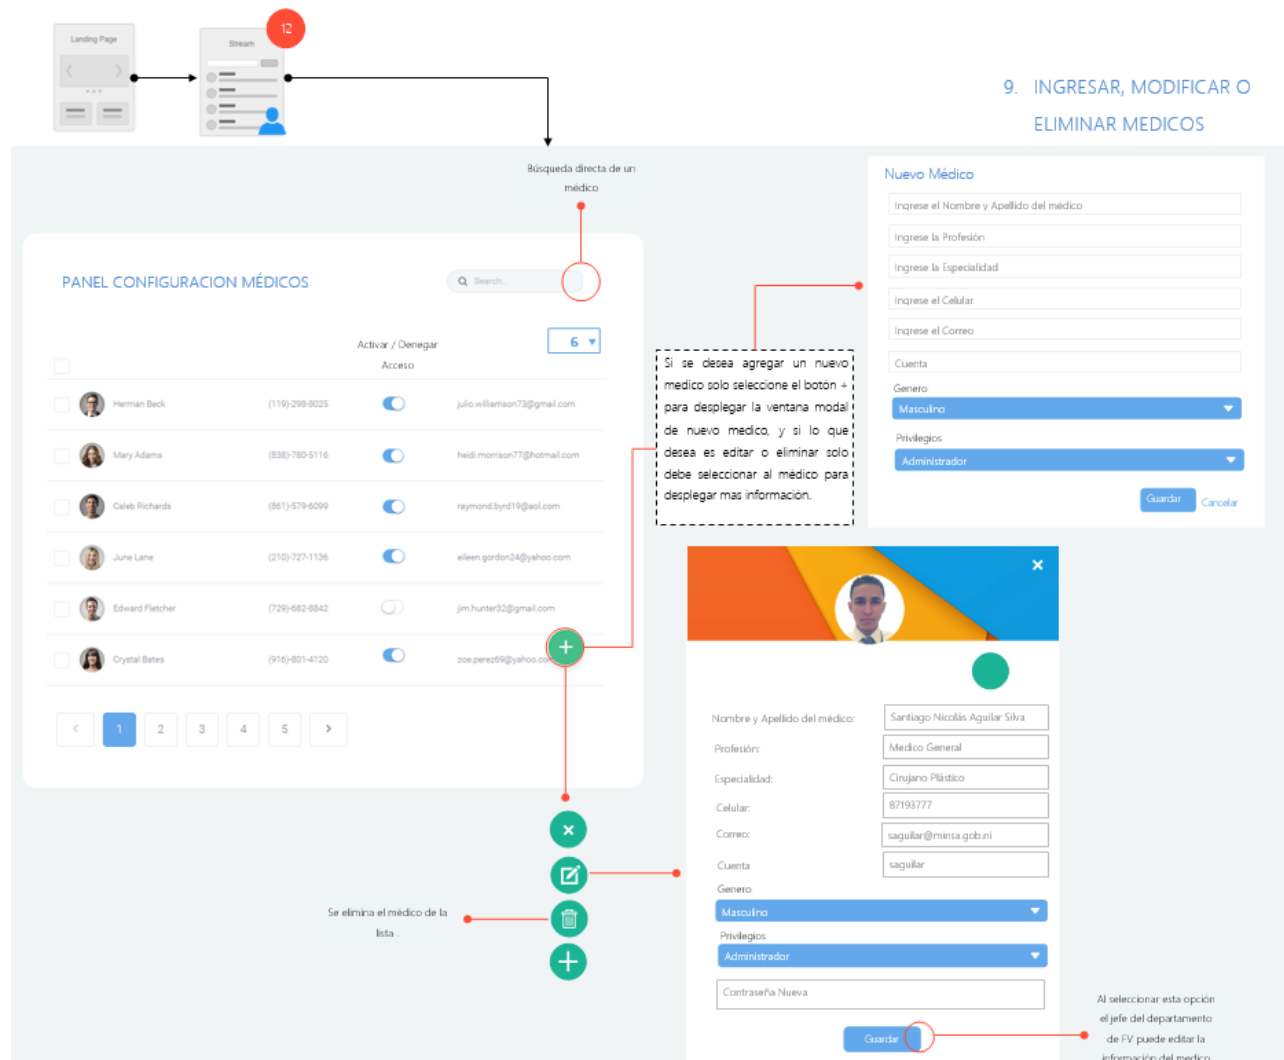 Landing Page
Stream
12
9. INGRESAR, MODIFICAR O
ELIMINAR MEDICOS
Búsqueda directa de un
médico
PANEL CONFIGURACION MÉDICOS
Search...
Activar / Denegar
Acceso
6
Herman Beck (119)-298-8025 julio.williamson73@gmail.com
Mary Adams (838)-780-5116 heidi.morrison77@hotmail.com
Caleb Richards (861)-579-6099 raymond.byrd19@aol.com
June Lane (210)-727-1136 eileen.gordon24@yahoo.com
Edward Fletcher (729)-682-8842 jim.hunter32@gmail.com
Crystal Bates (916)-801-4120 zoe.perez69@yahoo.co
< 1 2 3 4 5 >
Si se desea agregar un nuevo
medico solo seleccione el botón +
para desplegar la ventana modal
de nuevo medico, y si lo que
desea es editar o eliminar solo
debe seleccionar al médico para
desplegar mas información.
Nuevo Médico
Ingrese el Nombre y Apellido del médico
Ingrese la Profesión
Ingrese la Especialidad
Ingrese el Celular
Ingrese el Correo
Cuenta
Genero
Masculino
Privilegios
Administrador
Guardar Cancelar
Nombre y Apellido del médico: Santiago Nicolás Aguilar Silva
Profesión: Medico General
Especialidad: Cirujano Plástico
Celular: 87193777
Correo: saguilar@minsa.gob.ni
Cuenta saguilar
Genero
Masculino
Privilegios
Administrador
Contraseña Nueva
Guardar
Se elimina el médico de la
lista .
Al seleccionar esta opción
el jefe del departamento
de FV puede editar la
información del medico